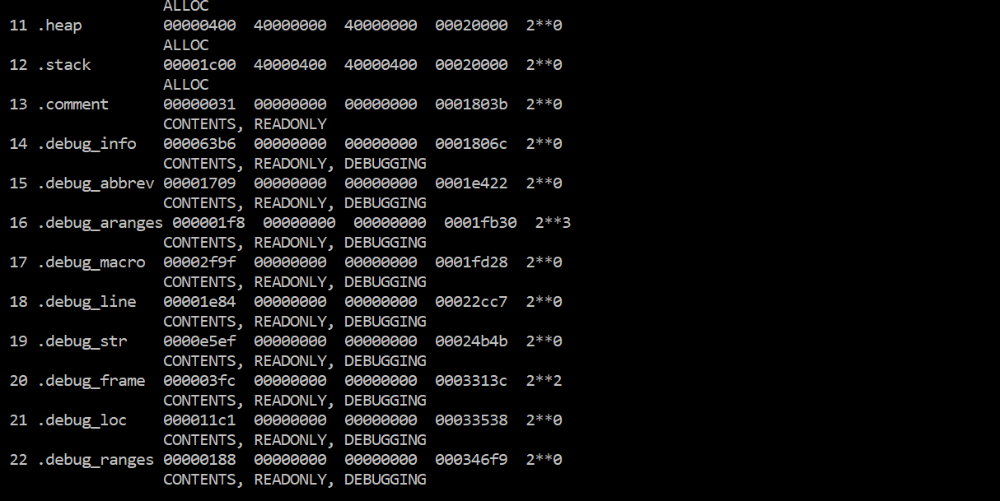 ALLOC
11 .heap         00000400  40000000  40000000  00020000  2**0
                 ALLOC
12 .stack        00001c00  40000400  40000400  00020000  2**0
                 ALLOC
13 .comment      00000031  00000000  00000000  0001803b  2**0
                 CONTENTS, READONLY
14 .debug_info   000063b6  00000000  00000000  0001806c  2**0
                 CONTENTS, READONLY, DEBUGGING
15 .debug_abbrev 00001709  00000000  00000000  0001e422  2**0
                 CONTENTS, READONLY, DEBUGGING
16 .debug_aranges 000001f8  00000000  00000000  0001fb30  2**3
                 CONTENTS, READONLY, DEBUGGING
17 .debug_macro  00002f9f  00000000  00000000  0001fd28  2**0
                 CONTENTS, READONLY, DEBUGGING
18 .debug_line   00001e84  00000000  00000000  00022cc7  2**0
                 CONTENTS, READONLY, DEBUGGING
19 .debug_str    0000e5ef  00000000  00000000  00024b4b  2**0
                 CONTENTS, READONLY, DEBUGGING
20 .debug_frame  000003fc  00000000  00000000  0003313c  2**2
                 CONTENTS, READONLY, DEBUGGING
21 .debug_loc    000011c1  00000000  00000000  00033538  2**0
                 CONTENTS, READONLY, DEBUGGING
22 .debug_ranges 00000188  00000000  00000000  000346f9  2**0
                 CONTENTS, READONLY, DEBUGGING